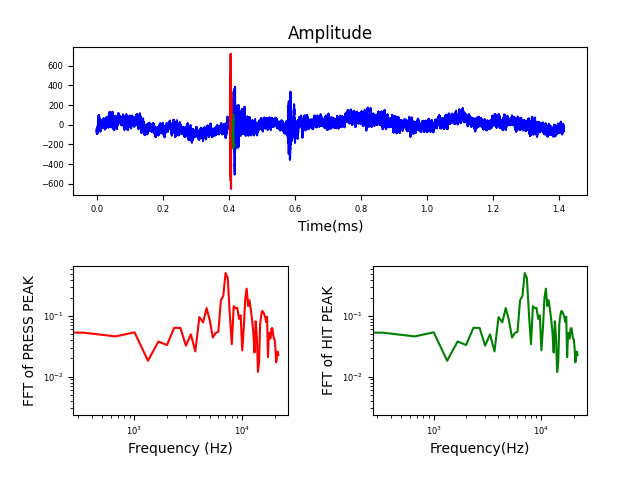 Amplitude
600
400
200
0
−200
−400
−600
0.0 0.2 0.4 0.6 0.8 1.0 1.2 1.4
Time(ms)
FFT of PRESS PEAK
10⁻¹
10⁻²
10³ 10⁴
Frequency (Hz)
FFT of HIT PEAK
10⁻¹
10⁻²
10³ 10⁴
Frequency(Hz)